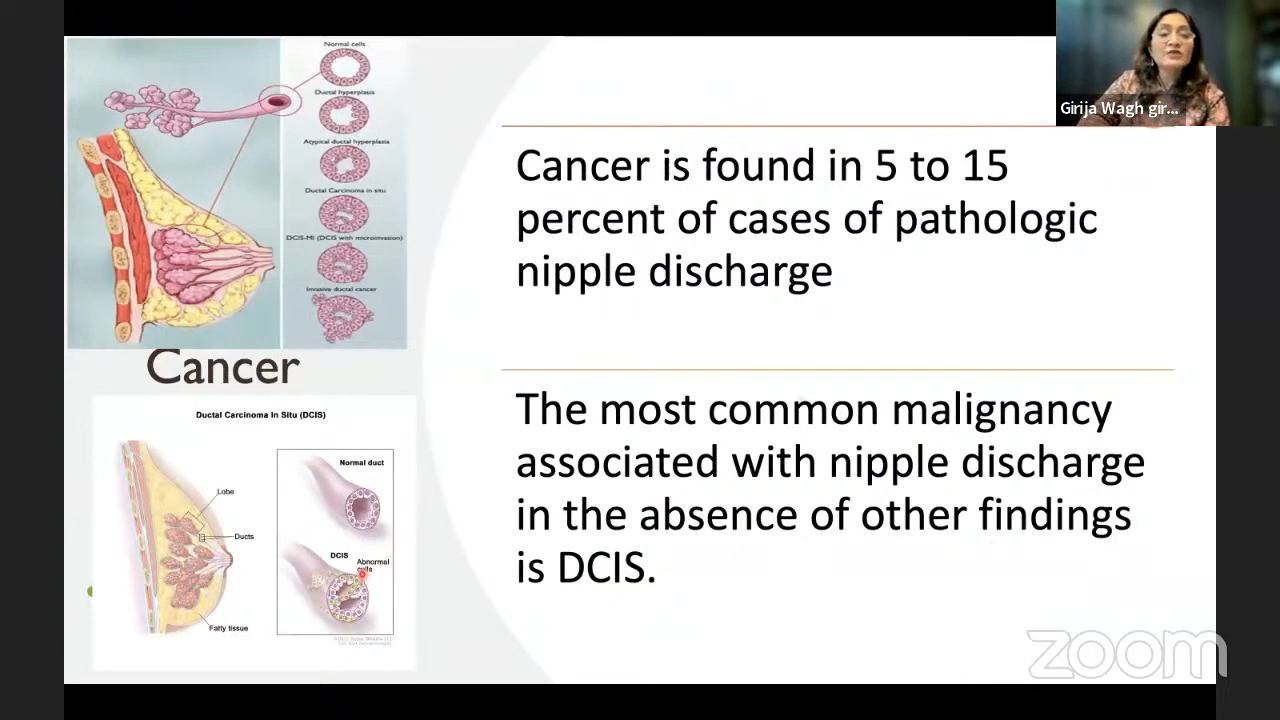 Normal cells
Ductal hyperplasia
Atypical ductal hyperplasia
Ductal Carcinoma in situ
DCIS-MI (DCIS with microinvasion)
Invasive ductal cancer
Cancer
Ductal Carcinoma In Situ (DCIS)
Normal duct
Lobe
Ducts
DCIS
Abnormal
cells
Fatty tissue
Cancer is found in 5 to 15
percent of cases of pathologic
nipple discharge
The most common malignancy
associated with nipple discharge
in the absence of other findings
is DCIS.
Girija Wagh gir...
zoom